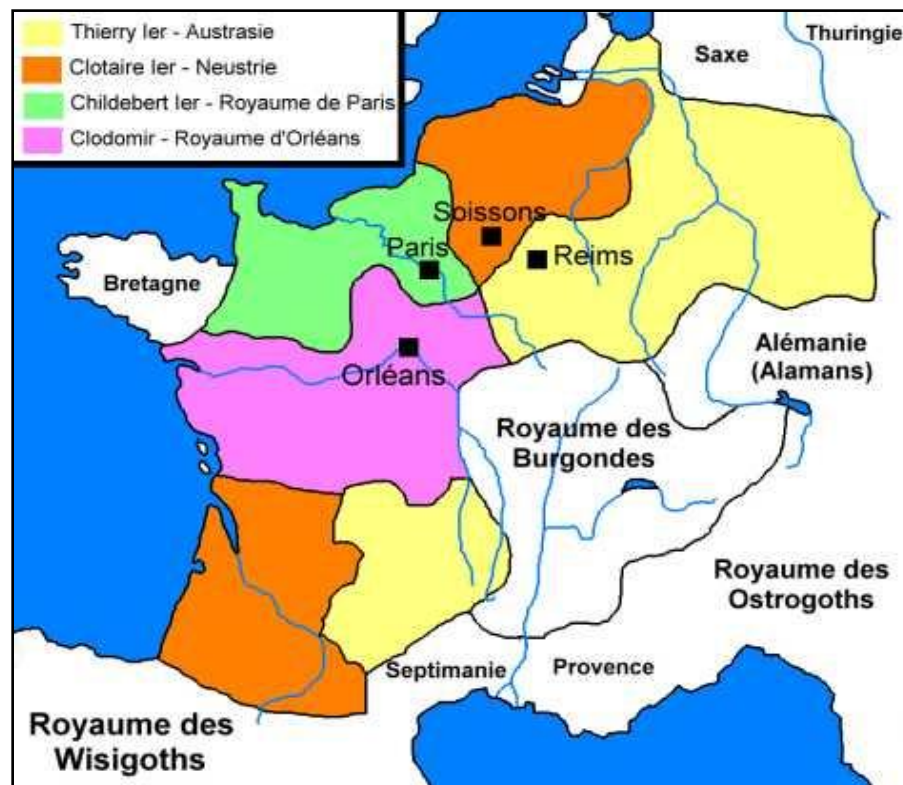 Thierry Ier - Austrasie
Clotaire Ier - Neustrie
Childebert Ier - Royaume de Paris
Clodomir - Royaume d'Orléans
Thuringie
Saxe
Soissons
Paris
Reims
Bretagne
Orléans
Alémanie
(Alamans)
Royaume des
Burgondes
Royaume des
Ostrogoths
Septimanie
Provence
Royaume des
Wisigoths